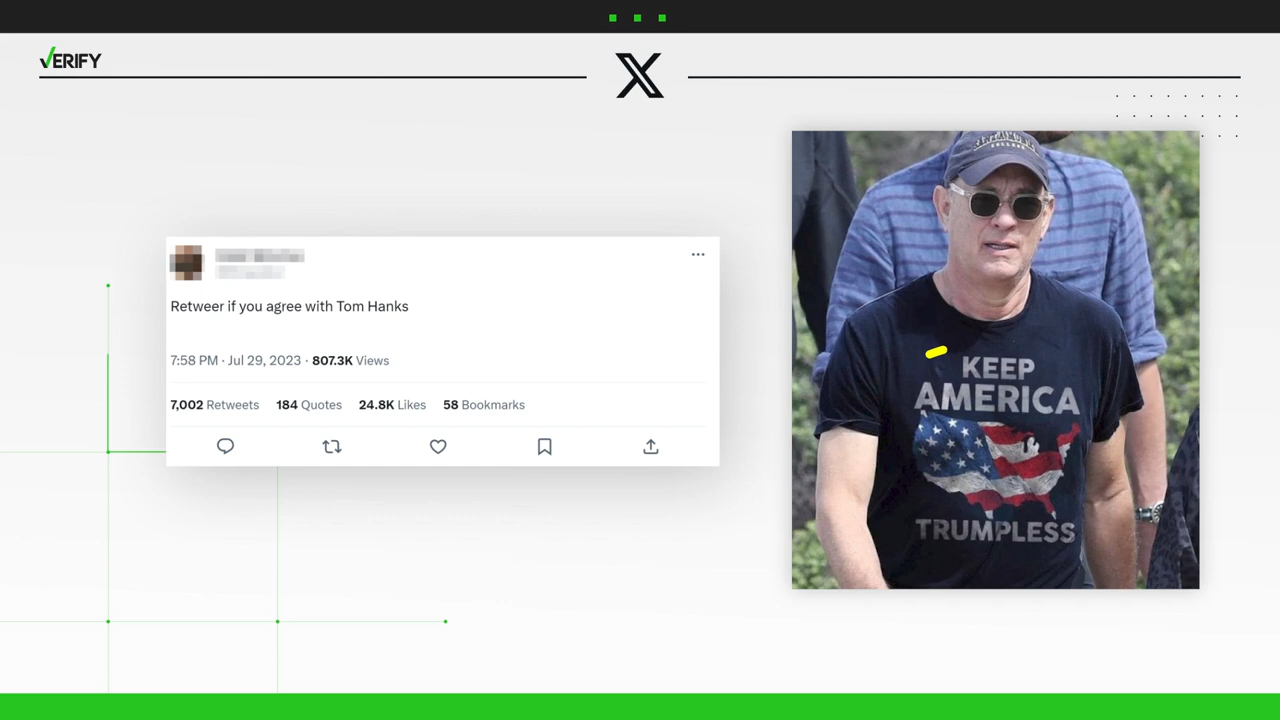 VERIFY
X
Retweer if you agree with Tom Hanks
7:58 PM · Jul 29, 2023 · 807.3K Views
7,002 Retweets 184 Quotes 24.8K Likes 58 Bookmarks
COLLEGE
KEEP
AMERICA
TRUMPLESS